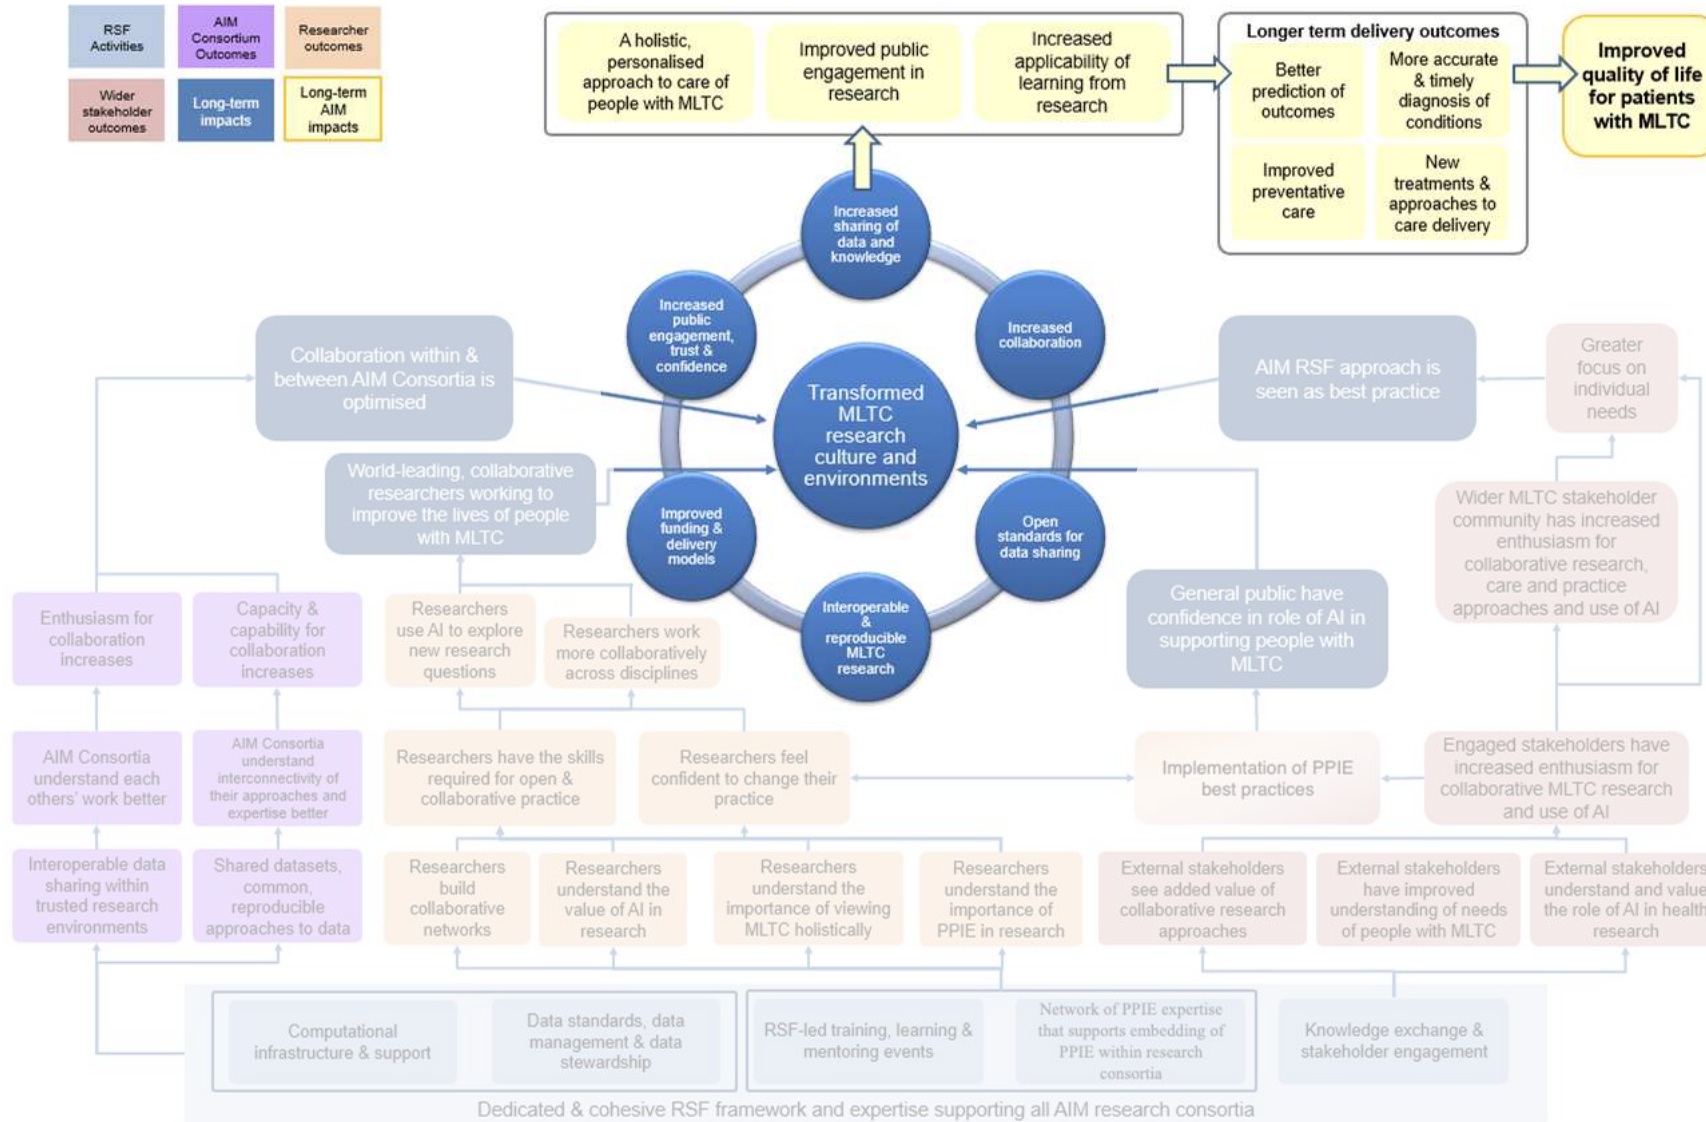 RSF
Activities
AIM
Consortium
Outcomes
Researcher
outcomes
Wider
stakeholder
outcomes
Long-term
impacts
Long-term
AIM
impacts
A holistic,
personalised
approach to care of
people with MLTC
Improved public
engagement in
research
Increased
applicability of
learning from
research
Longer term delivery outcomes
Better
prediction of
outcomes
More accurate
& timely
diagnosis of
conditions
Improved
preventative
care
New
treatments &
approaches to
care delivery
Improved
quality of life
for patients
with MLTC
Increased
sharing of
data and
knowledge
Increased
public
engagement,
trust &
confidence
Increased
collaboration
Transformed
MLTC
research
culture and
environments
Improved
funding &
delivery
models
Open
standards for
data sharing
Interoperable
&
reproducible
MLTC
research
Collaboration within &
between AIM Consortia is
optimised
World-leading, collaborative
researchers working to
improve the lives of people
with MLTC
AIM RSF approach is
seen as best practice
Greater
focus on
individual
needs
Wider MLTC stakeholder
community has increased
enthusiasm for
collaborative research,
care and practice
approaches and use of AI
General public have
confidence in role of AI in
supporting people with
MLTC
Enthusiasm for
collaboration
increases
Capacity &
capability for
collaboration
increases
Researchers
use AI to explore
new research
questions
Researchers work
more collaboratively
across disciplines
AIM Consortia
understand each
others' work better
AIM Consortia
understand
interconnectivity of
their approaches and
expertise better
Researchers have the skills
required for open &
collaborative practice
Researchers feel
confident to change their
practice
Implementation of PPIE
best practices
Engaged stakeholders have
increased enthusiasm for
collaborative MLTC research
and use of AI
Interoperable data
sharing within
trusted research
environments
Shared datasets,
common,
reproducible
approaches to data
Researchers
build
collaborative
networks
Researchers
understand the
value of AI in
research
Researchers
understand the
importance of viewing
MLTC holistically
Researchers
understand the
importance of
PPIE in research
External stakeholders
see added value of
collaborative research
approaches
External stakeholders
have improved
understanding of needs
of people with MLTC
External stakeholders
understand and value
the role of AI in health
research
Computational
infrastructure & support
Data standards, data
management & data
stewardship
RSF-led training, learning &
mentoring events
Network of PPIE expertise
that supports embedding of
PPIE within research
consortia
Knowledge exchange &
stakeholder engagement
Dedicated & cohesive RSF framework and expertise supporting all AIM research consortia